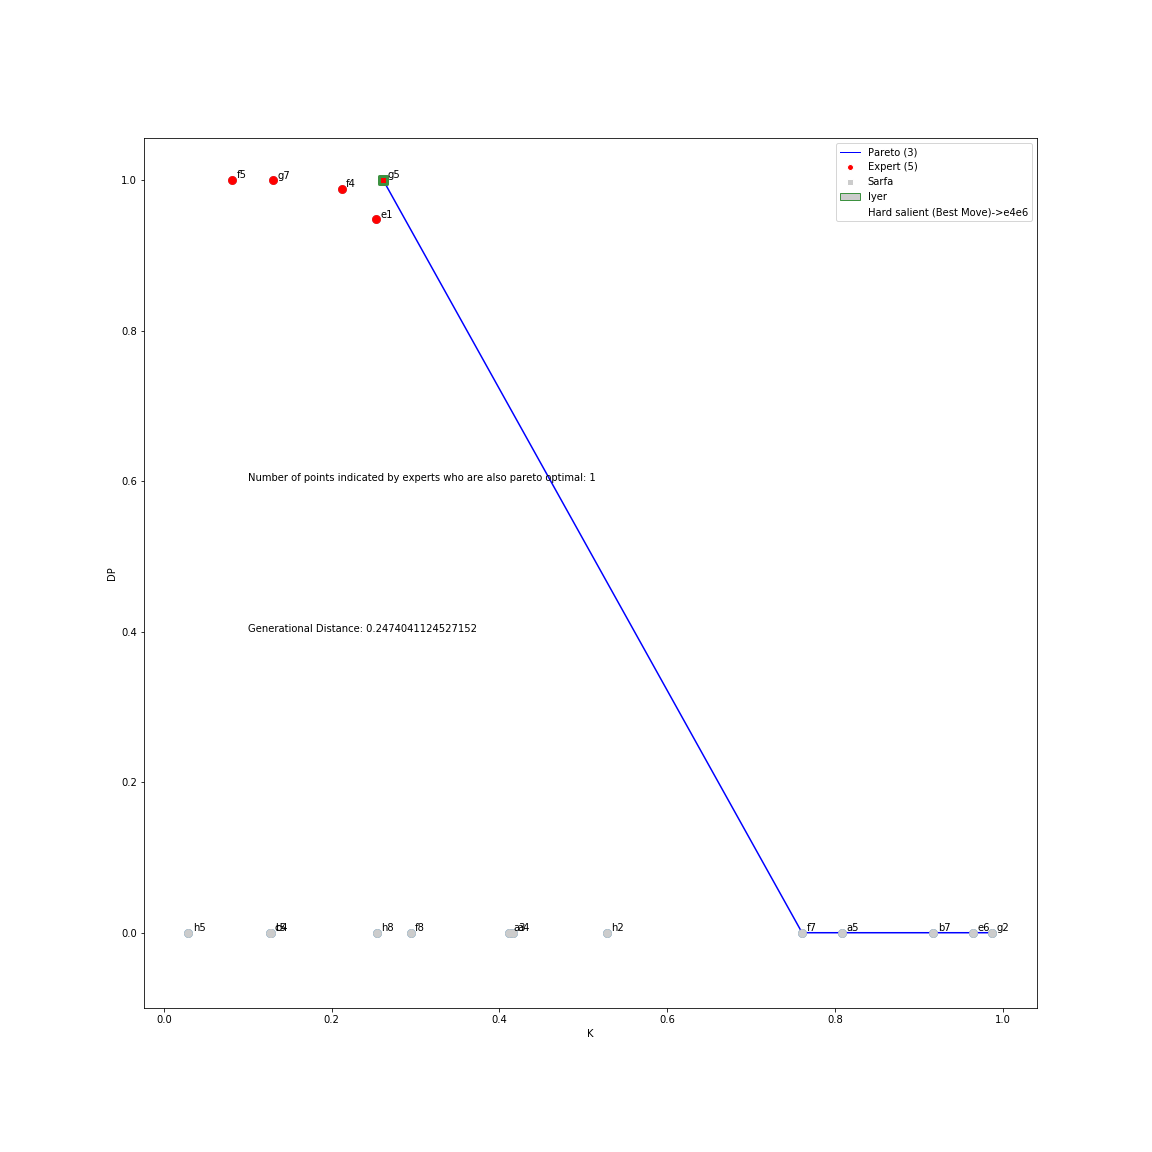 Pareto (3)
Expert (5)
Sarfa
Iyer
Hard salient (Best Move)->e4e6
1.0
0.8
0.6
0.4
0.2
0.0
DP
f5
g7
f4
g5
e1
Number of points indicated by experts who are also pareto optimal: 1
Generational Distance: 0.2474041124527152
h5
h8
f8
h2
f7
a5
b7
e6
g2
0.0
0.2
0.4
0.6
0.8
1.0
K